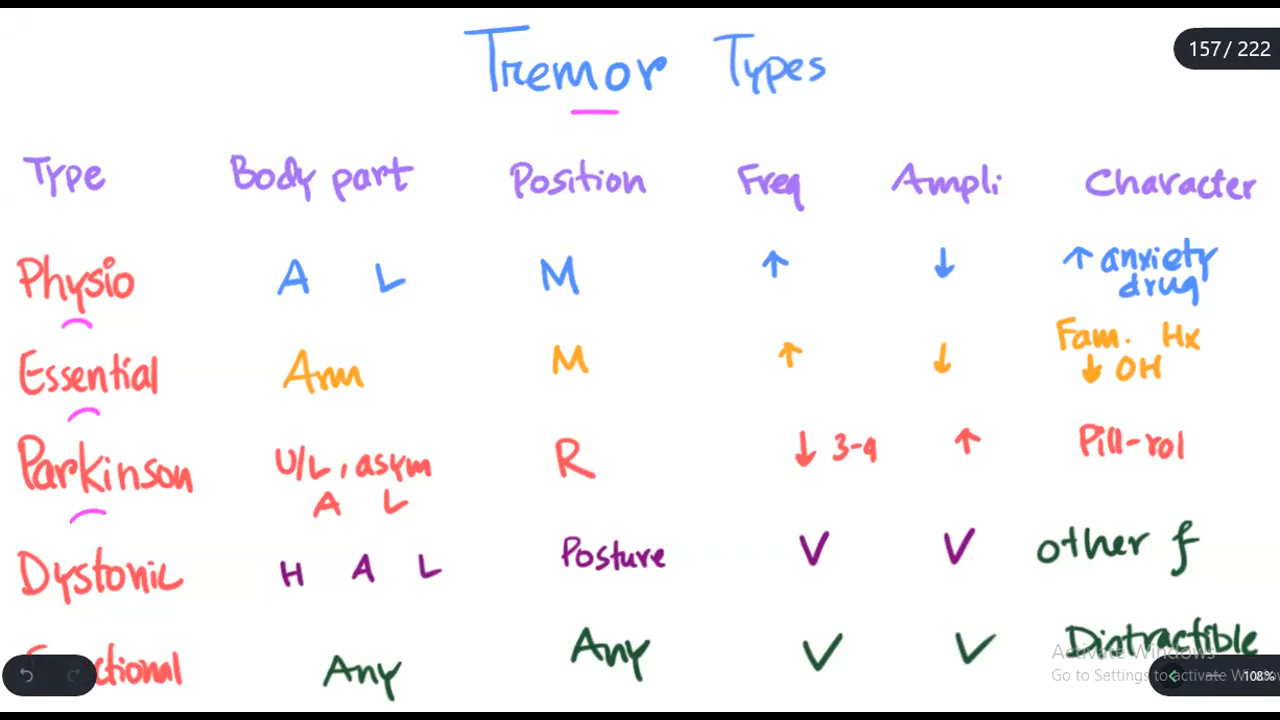 Tremor Types
157 / 222
Type Body part Position Freq Ampli Character
Physio A L M ↑ ↓ ↑ anxiety
drug
Essential Arm M ↑ ↓ Fam. Hx
↓ OH
Parkinson U/L, asym R ↓ 3-4 ↑ Pill-rol
A L
Dystonic H A L Posture V V other f
ctional Any Any V V Distractible
Activate Windows
Go to Settings to activate Windows
108%